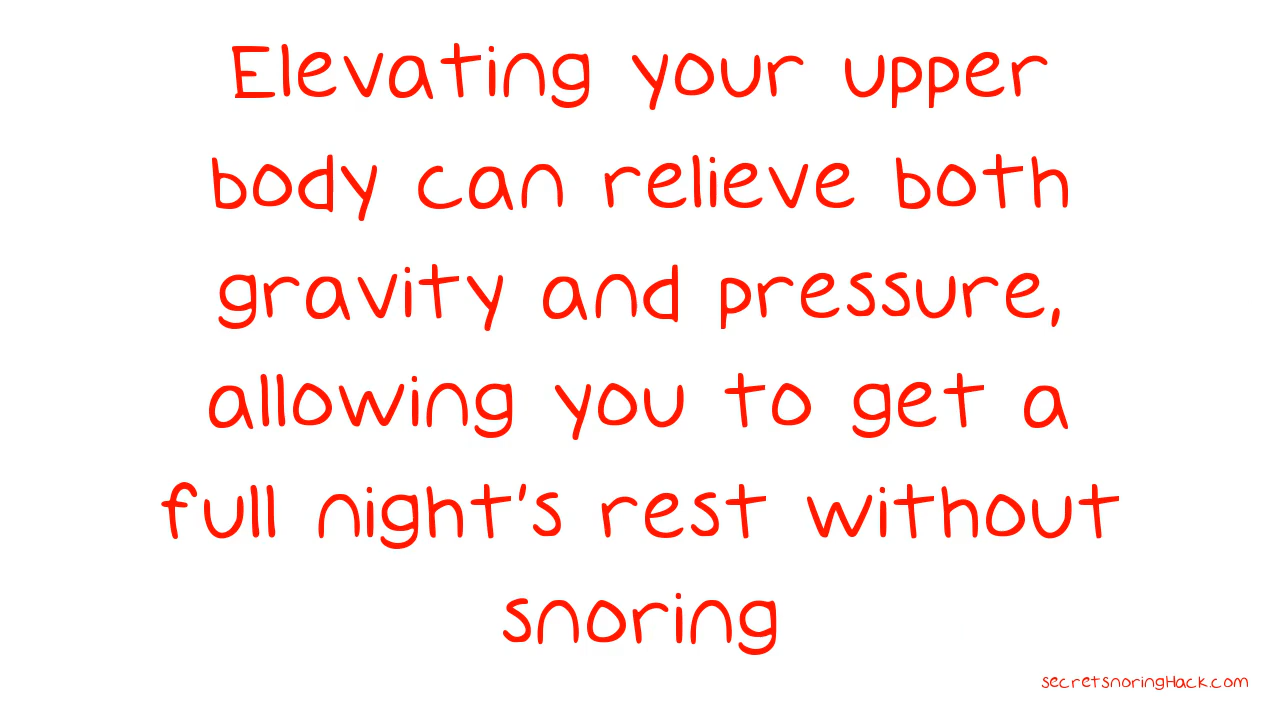 Elevating your upper
body can relieve both
gravity and pressure,
allowing you to get a
full night's rest without
snoring
secretsnoringHack.com